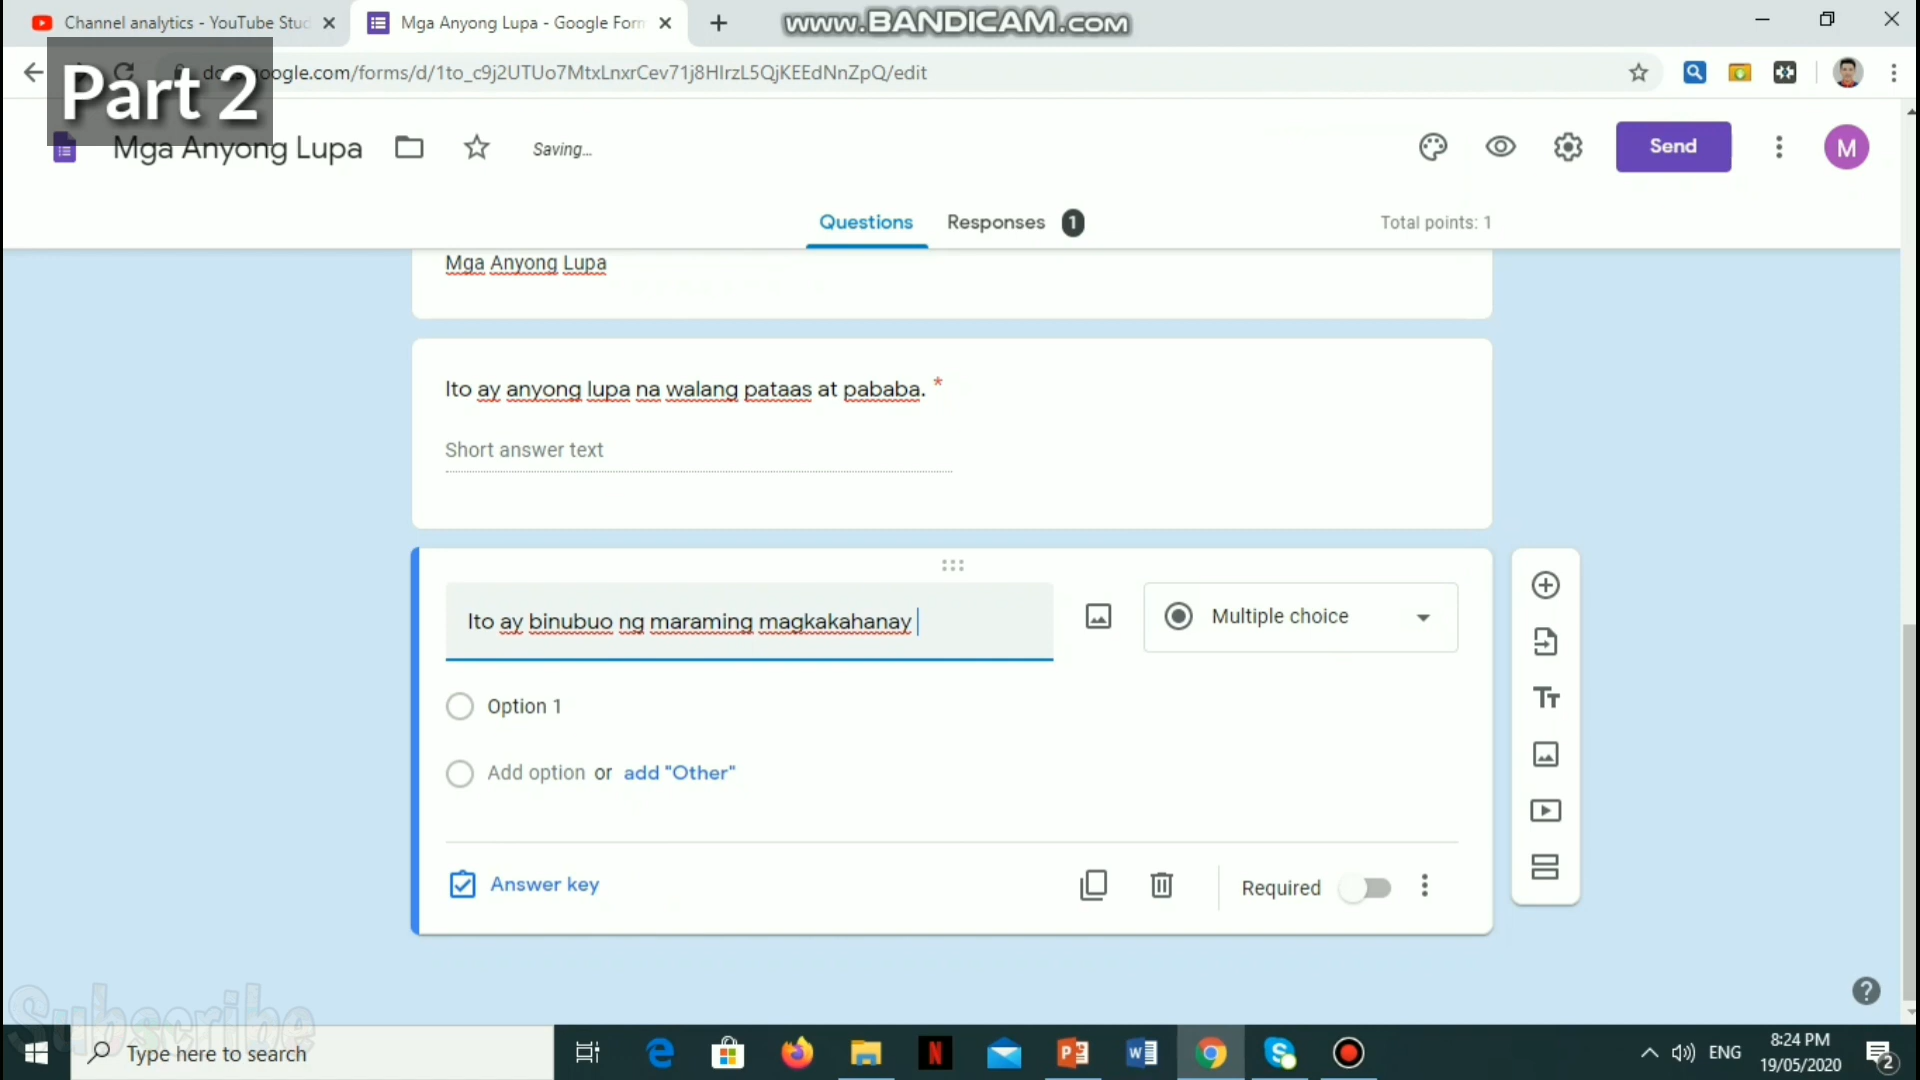 Channel analytics - YouTube Stud
Mga Anyong Lupa - Google Form
www.BANDICAM.com
Part 2
oogle.com/forms/d/1to_c9j2UTUo7MtxLnxrCev71j8HIrzL5QjKEEdNnZpQ/edit
Mga Anyong Lupa
Saving...
Send
M
Questions
Responses 1
Total points: 1
Mga Anyong Lupa
Ito ay anyong lupa na walang pataas at pababa. *
Short answer text
Ito ay binubuo ng maraming magkakahanay
Multiple choice
Option 1
Add option or add "Other"
Answer key
Required
Subscribe
Type here to search
ENG
8:24 PM
19/05/2020
2